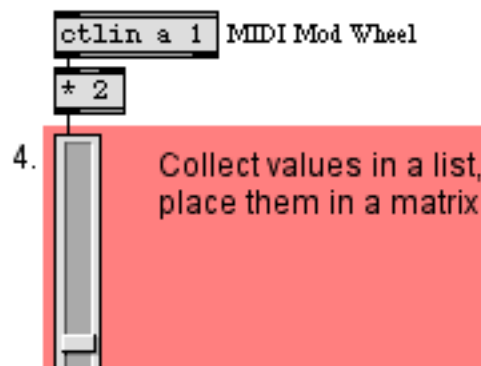 ctlin a 1 MIDI Mod Wheel
* 2
4. Collect values in a list,
place them in a matrix